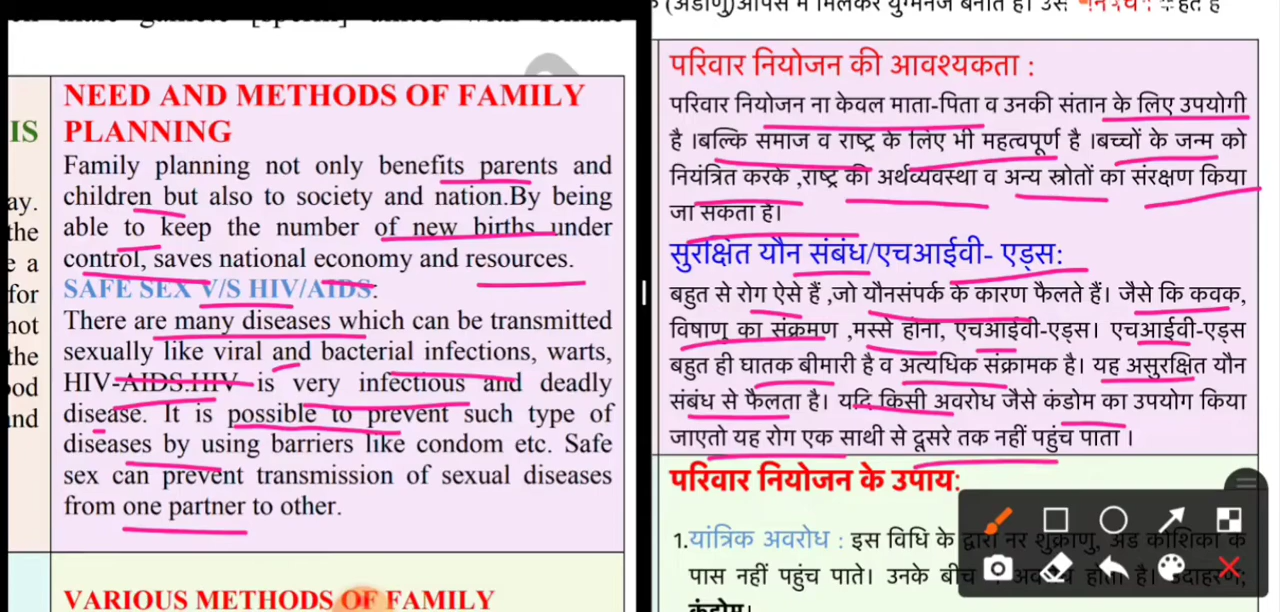 NEED AND METHODS OF FAMILY
PLANNING
Family planning not only benefits parents and
children but also to society and nation.By being
able to keep the number of new births under
control, saves national economy and resources.
SAFE SEX V/S HIV/AIDS:
There are many diseases which can be transmitted
sexually like viral and bacterial infections, warts,
HIV-AIDS.HIV is very infectious and deadly
disease. It is possible to prevent such type of
diseases by using barriers like condom etc. Safe
sex can prevent transmission of sexual diseases
from one partner to other.
VARIOUS METHODS OF FAMILY
IS
ay.
the
e a
for
not
the
ood
and
परिवार नियोजन की आवश्यकता :
परिवार नियोजन ना केवल माता-पिता व उनकी संतान के लिए उपयोगी
है ।बल्कि समाज व राष्ट्र के लिए भी महत्वपूर्ण है ।बच्चों के जन्म को
नियंत्रित करके ,राष्ट्र की अर्थव्यवस्था व अन्य स्रोतों का संरक्षण किया
जा सकता है।
सुरक्षित यौन संबंध/एचआईवी- एड्स:
बहुत से रोग ऐसे हैं ,जो यौनसंपर्क के कारण फैलते हैं। जैसे कि कवक,
विषाणु का संक्रमण ,मस्से होना, एचआईवी-एड्स। एचआईवी-एड्स
बहुत ही घातक बीमारी है व अत्यधिक संक्रामक है। यह असुरक्षित यौन
संबंध से फैलता है। यदि किसी अवरोध जैसे कंडोम का उपयोग किया
जाएतो यह रोग एक साथी से दूसरे तक नहीं पहुंच पाता ।
परिवार नियोजन के उपाय:
1.यांत्रिक अवरोध : इस विधि के द्वारा नर शुक्राणु, अंड कोशिका के
पास नहीं पहुंच पाते। उनके बीच